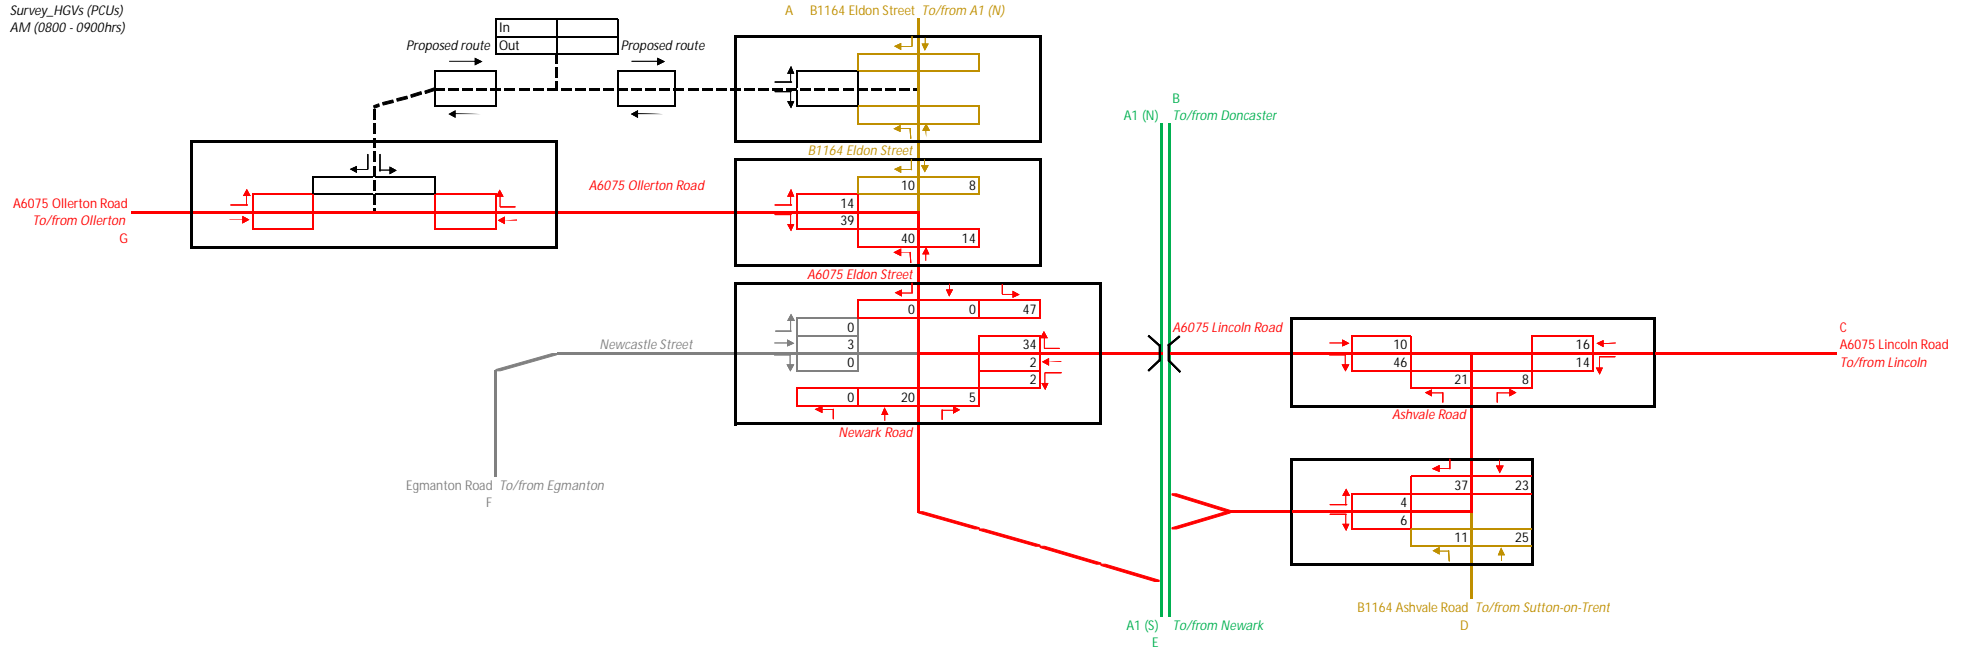 Survey_HGVs (PCUs)
AM (0800 - 0900hrs)
A B1164 Eldon Street To/from A1 (N)
In
Out
Proposed route
Proposed route
B
A1 (N) To/from Doncaster
B1164 Eldon Street
A6075 Ollerton Road
10 8
14
39
40 14
A6075 Ollerton Road
To/from Ollerton
G
A6075 Eldon Street
0 0 47
0
3
0
34
2
2
0 20 5
Newcastle Street
Newark Road
A6075 Lincoln Road
10 16
46 14
21 8
Ashvale Road
C
A6075 Lincoln Road
To/from Lincoln
37 23
4
6
11 25
Egmanton Road To/from Egmanton
F
B1164 Ashvale Road To/from Sutton-on-Trent
D
A1 (S) To/from Newark
E